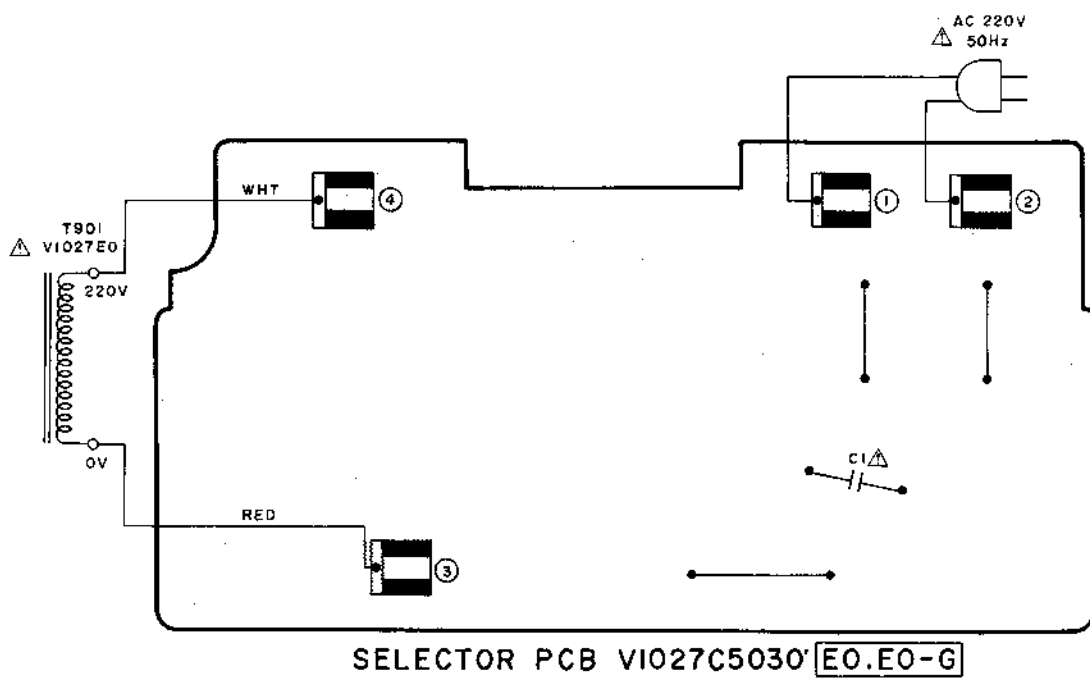 AC 220V
50Hz
WHT
4
1
2
T901
V1027E0
220V
0V
C1
RED
3
SELECTOR PCB V1027C5030' E0.E0-G